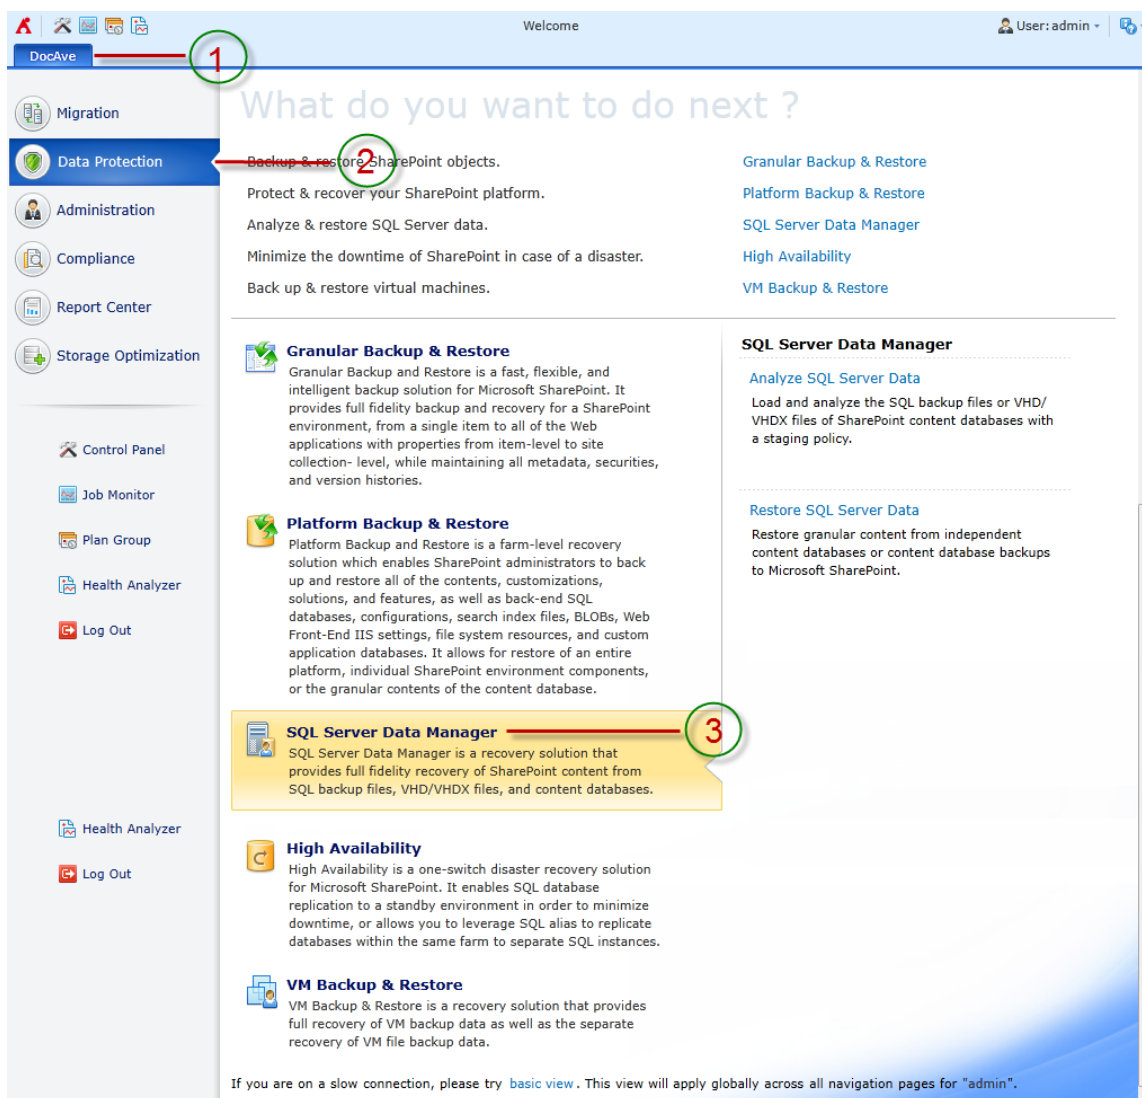 Welcome
User: admin
DocAve
1
Migration
Data Protection
Administration
Compliance
Report Center
Storage Optimization
Control Panel
Job Monitor
Plan Group
Health Analyzer
Log Out
Health Analyzer
Log Out
What do you want to do next ?
2
Backup & restore SharePoint objects.
Granular Backup & Restore
Protect & recover your SharePoint platform.
Platform Backup & Restore
Analyze & restore SQL Server data.
SQL Server Data Manager
Minimize the downtime of SharePoint in case of a disaster.
High Availability
Back up & restore virtual machines.
VM Backup & Restore
Granular Backup & Restore
Granular Backup and Restore is a fast, flexible, and
intelligent backup solution for Microsoft SharePoint. It
provides full fidelity backup and recovery for a SharePoint
environment, from a single item to all of the Web
applications with properties from item-level to site
collection- level, while maintaining all metadata, securities,
and version histories.
Platform Backup & Restore
Platform Backup and Restore is a farm-level recovery
solution which enables SharePoint administrators to back
up and restore all of the contents, customizations,
solutions, and features, as well as back-end SQL
databases, configurations, search index files, BLOBs, Web
Front-End IIS settings, file system resources, and custom
application databases. It allows for restore of an entire
platform, individual SharePoint environment components,
or the granular contents of the content database.
SQL Server Data Manager
3
SQL Server Data Manager is a recovery solution that
provides full fidelity recovery of SharePoint content from
SQL backup files, VHD/VHDX files, and content databases.
High Availability
High Availability is a one-switch disaster recovery solution
for Microsoft SharePoint. It enables SQL database
replication to a standby environment in order to minimize
downtime, or allows you to leverage SQL alias to replicate
databases within the same farm to separate SQL instances.
VM Backup & Restore
VM Backup & Restore is a recovery solution that provides
full recovery of VM backup data as well as the separate
recovery of VM file backup data.
SQL Server Data Manager
Analyze SQL Server Data
Load and analyze the SQL backup files or VHD/
VHDX files of SharePoint content databases with
a staging policy.
Restore SQL Server Data
Restore granular content from independent
content databases or content database backups
to Microsoft SharePoint.
If you are on a slow connection, please try basic view . This view will apply globally across all navigation pages for "admin".